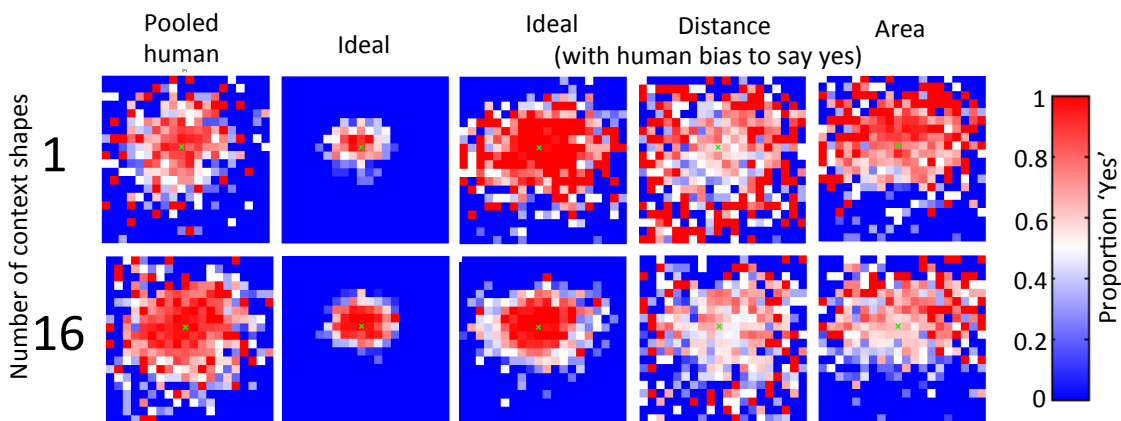 Pooled
human
Ideal
Ideal
Distance
(with human bias to say yes)
Area
Number of context shapes
1
16
1
0.8
0.6
0.4
0.2
0
Proportion ‘Yes’